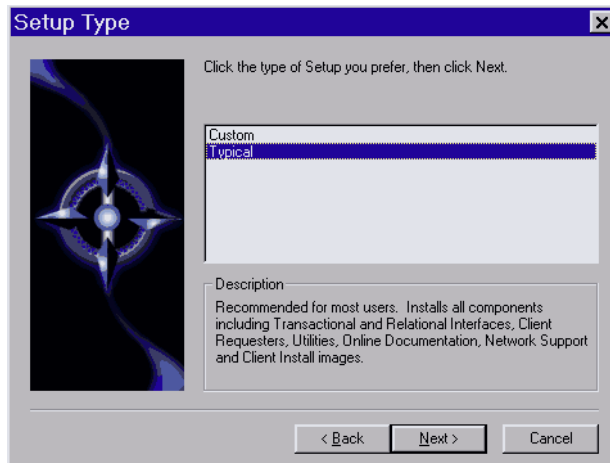 Setup Type
Click the type of Setup you prefer, then click Next.
Custom
Typical
Description
Recommended for most users. Installs all components
including Transactional and Relational Interfaces, Client
Requesters, Utilities, Online Documentation, Network Support
and Client Install images.
< Back Next > Cancel